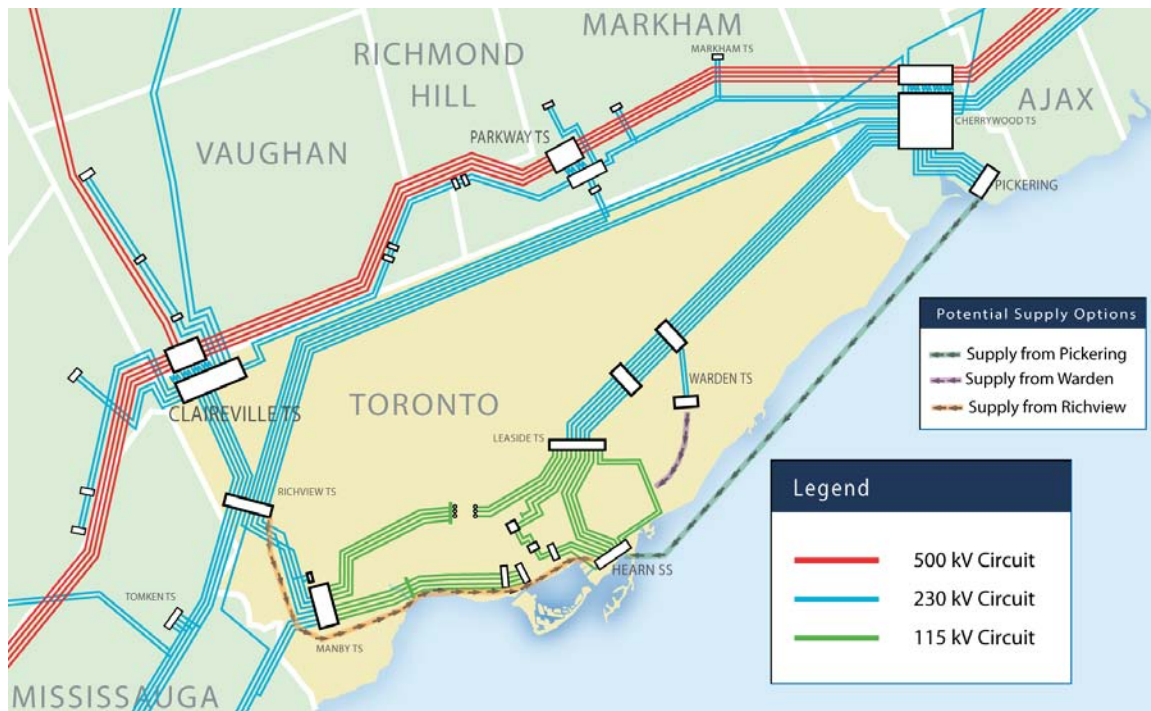 MARKHAM
MARKHAM TS
RICHMOND
HILL
AJAX
CHERRYWOOD TS
PARKWAY TS
VAUGHAN
PICKERING
Potential Supply Options
Supply from Pickering
Supply from Warden
Supply from Richview
WARDEN TS
TORONTO
CLAIREVILLE TS
LEASIDE TS
Legend
500 kV Circuit
230 kV Circuit
115 kV Circuit
RICHVIEW TS
HEARN SS
TOMKEN TS
MANBY TS
MISSISSAUGA